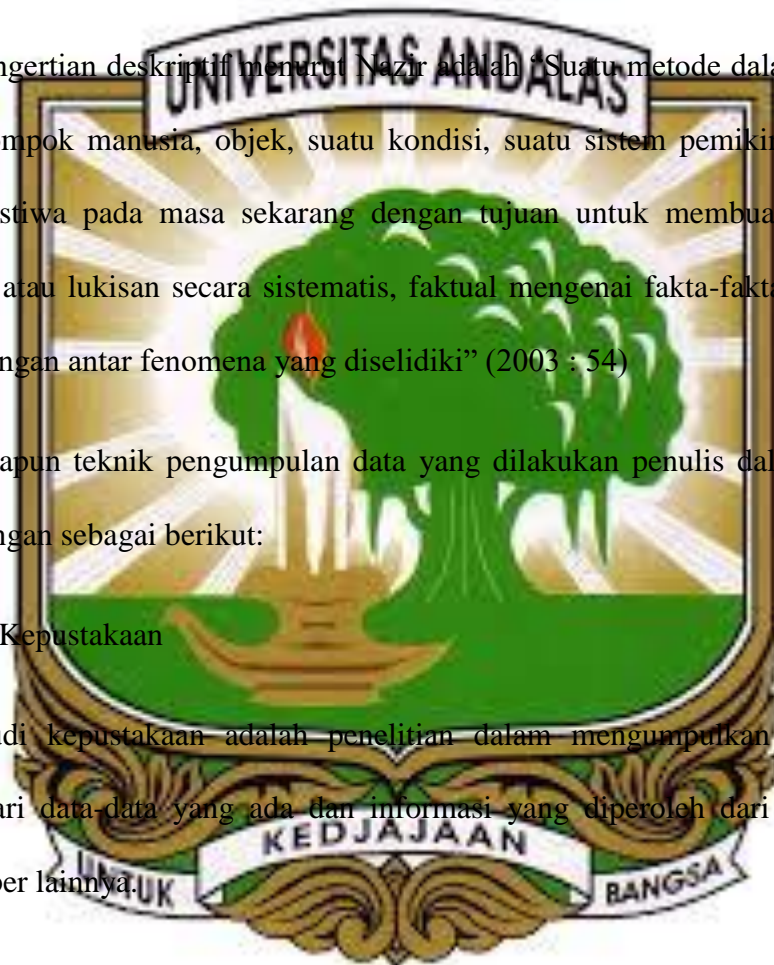 UNIVERSITAS ANDALAS
ngertian deskriptif menurut Nazir adalah “Suatu metode dala
ompok manusia, objek, suatu kondisi, suatu sistem pemikir
stiwa pada masa sekarang dengan tujuan untuk membua
atau lukisan secara sistematis, faktual mengenai fakta-fakta
ngan antar fenomena yang diselidiki” (2003 : 54)
apun teknik pengumpulan data yang dilakukan penulis dal
ngan sebagai berikut:
Kepustakaan
udi kepustakaan adalah penelitian dalam mengumpulkan
ari data-data yang ada dan informasi yang diperoleh dari
ber lainnya.
UNTUK KEDJAJAAN BANGSA